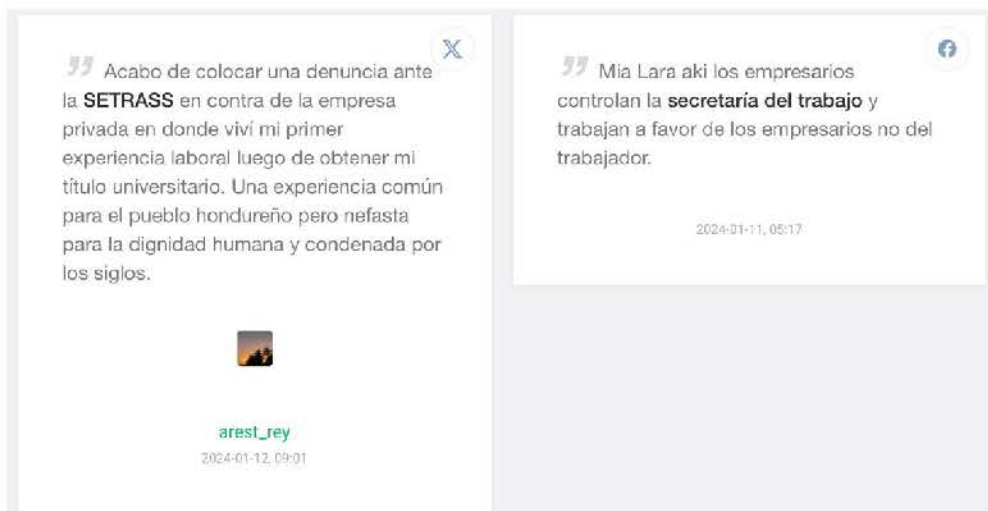 Acabo de colocar una denuncia ante
la SETRASS en contra de la empresa
privada en donde viví mi primer
experiencia laboral luego de obtener mi
título universitario. Una experiencia común
para el pueblo hondureño pero nefasta
para la dignidad humana y condenada por
los siglos.
arest_rey
2024-01-12, 09:01
Mia Lara aki los empresarios
controlan la secretaría del trabajo y
trabajan a favor de los empresarios no del
trabajador.
2024-01-11, 05:17